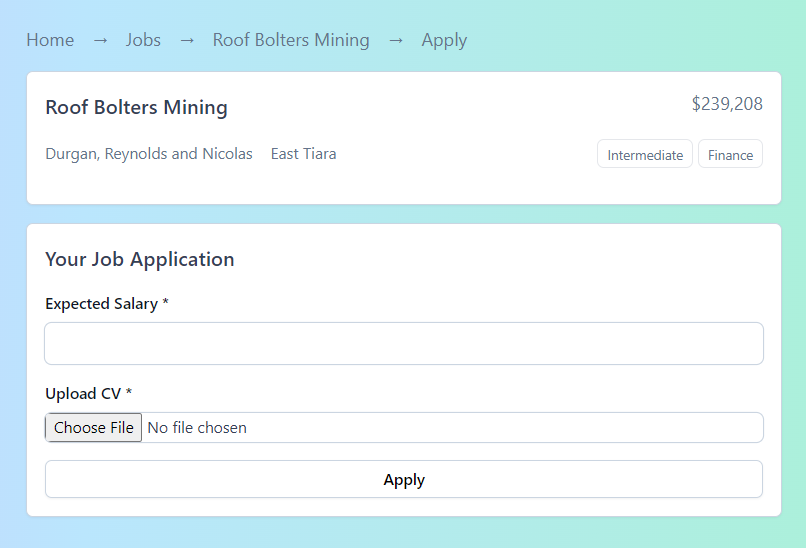 Home → Jobs → Roof Bolters Mining → Apply
Roof Bolters Mining $239,208
Durgan, Reynolds and Nicolas East Tiara Intermediate Finance
Your Job Application
Expected Salary *
Upload CV *
Choose File No file chosen
Apply